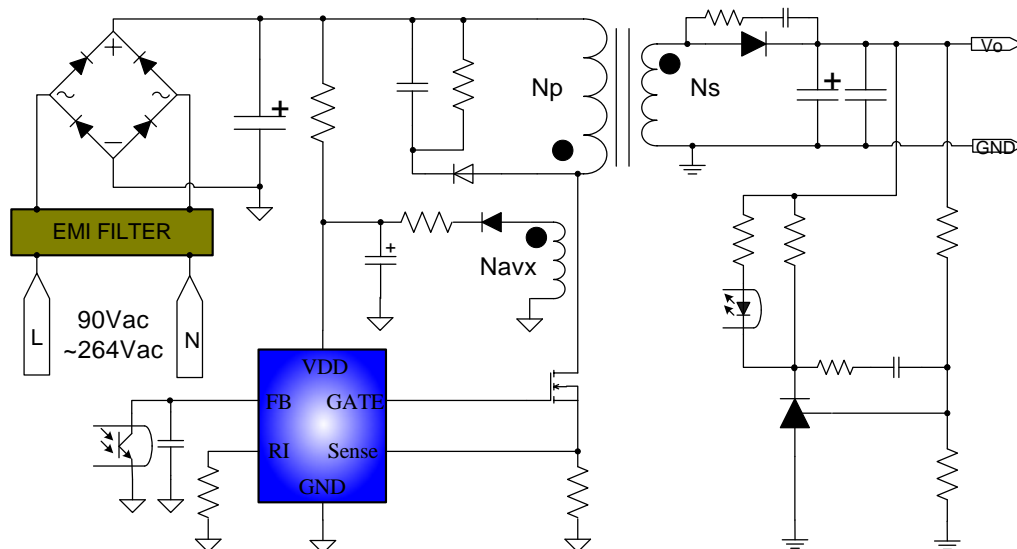 Vo
Np
Ns
GND
EMI FILTER
Navx
L
90Vac
~264Vac
N
VDD
FB
GATE
RI
Sense
GND